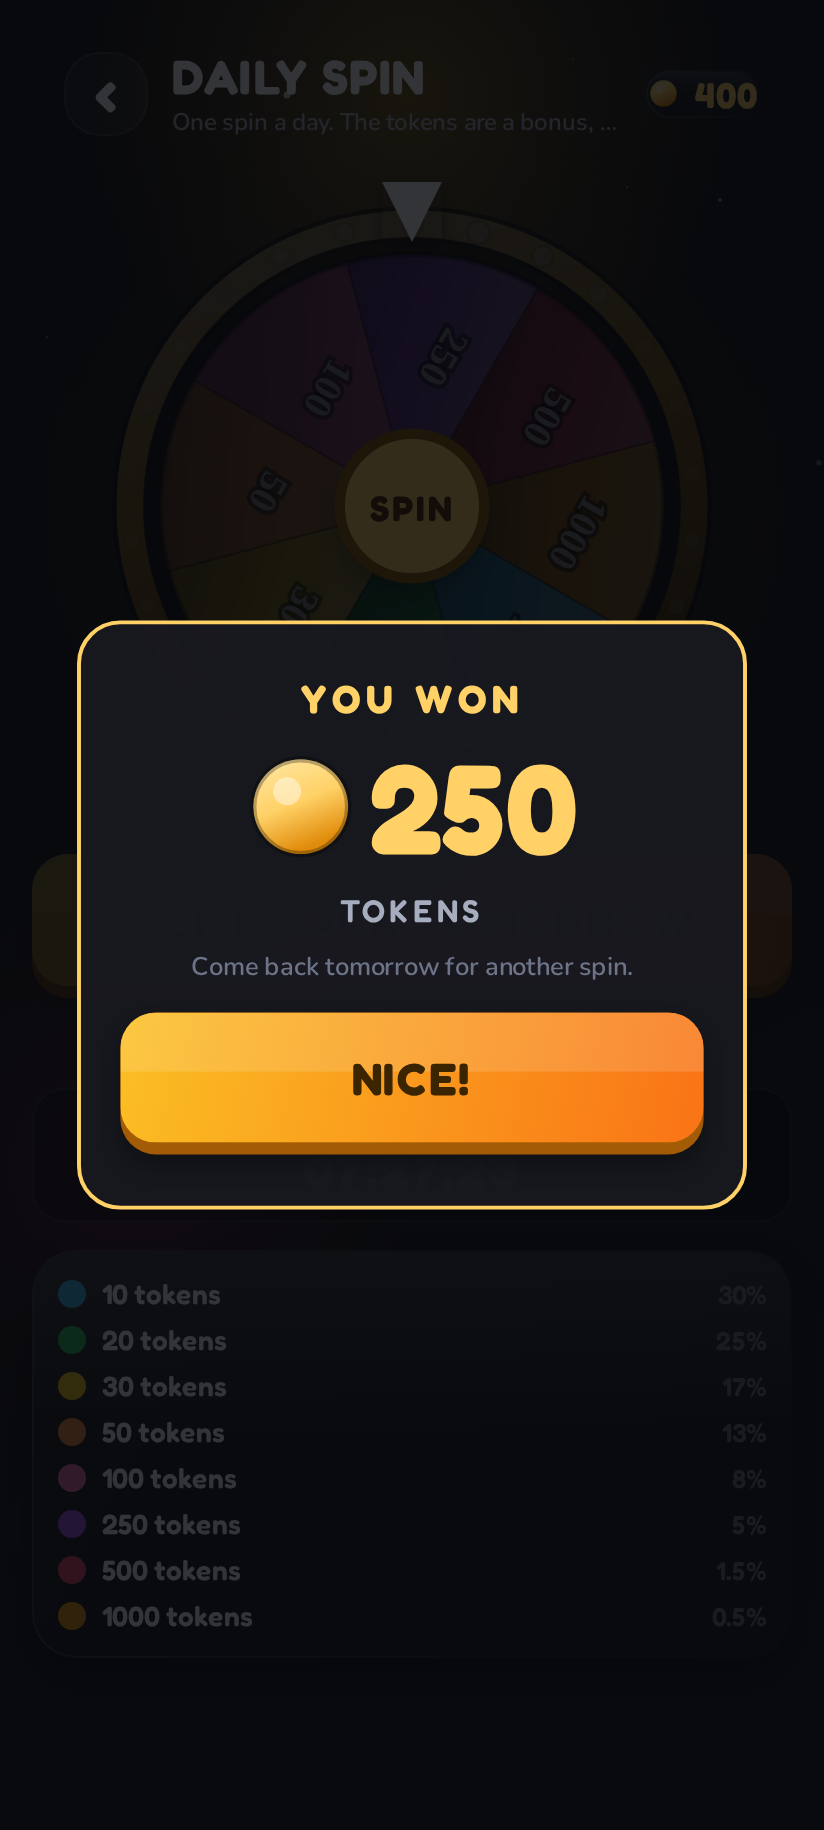 DAILY SPIN
400
One spin a day. The tokens are a bonus, ...
250
100
500
50
1000
SPIN
30
YOU WON
250
TOKENS
Come back tomorrow for another spin.
NICE!
10 tokens 30%
20 tokens 25%
30 tokens 17%
50 tokens 13%
100 tokens 8%
250 tokens 5%
500 tokens 1.5%
1000 tokens 0.5%